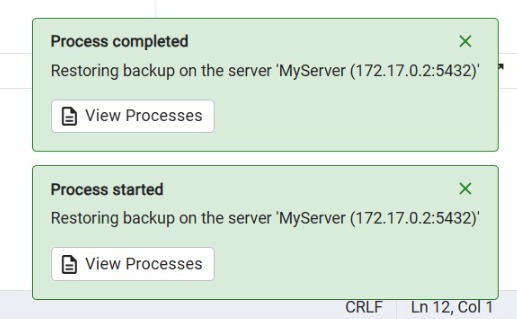 Process completed
Restoring backup on the server 'MyServer (172.17.0.2:5432)'
View Processes
Process started
Restoring backup on the server 'MyServer (172.17.0.2:5432)'
View Processes
CRLF Ln 12, Col 1